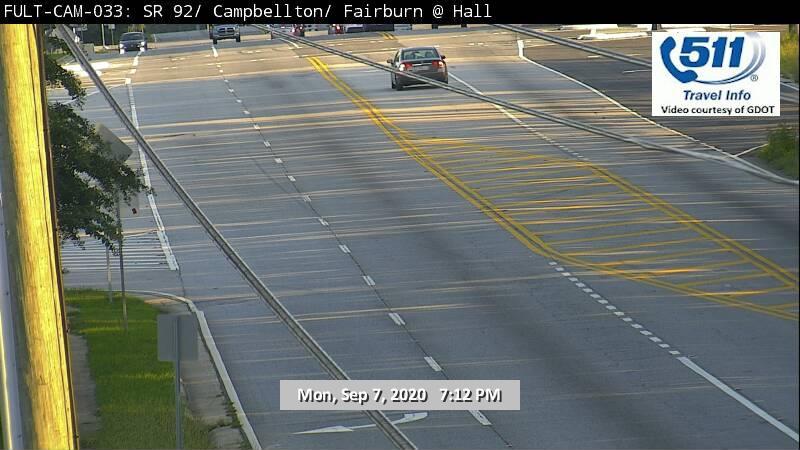 FULT-CAM-033: SR 92/ Campbellton/ Fairburn @ Hall
511
®
Travel Info
Video courtesy of GDOT
Mon, Sep 7, 2020 7:12 PM